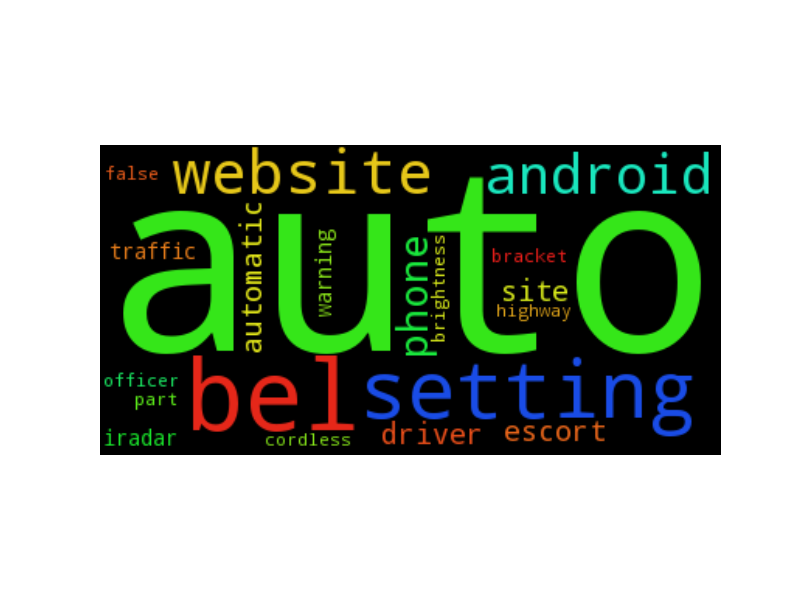 false
website
android
auto
automatic
warning
phone
brightness
traffic
bracket
site
highway
officer
part
bel
setting
iradar
cordless
driver
escort